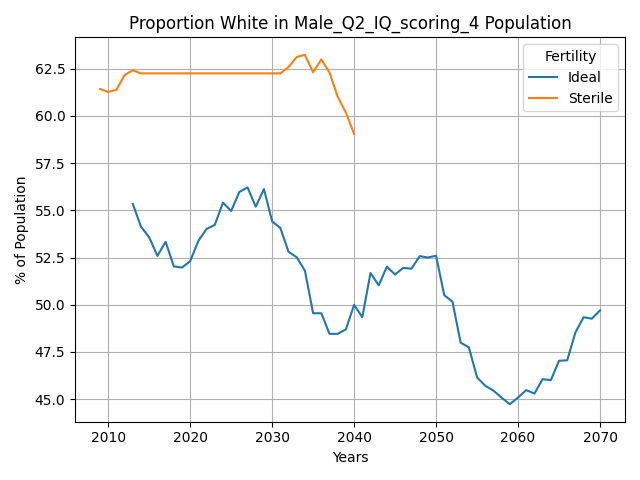 Proportion White in Male_Q2_IQ_scoring_4 Population
Fertility
Ideal
Sterile
% of Population
62.5
60.0
57.5
55.0
52.5
50.0
47.5
45.0
2010 2020 2030 2040 2050 2060 2070
Years